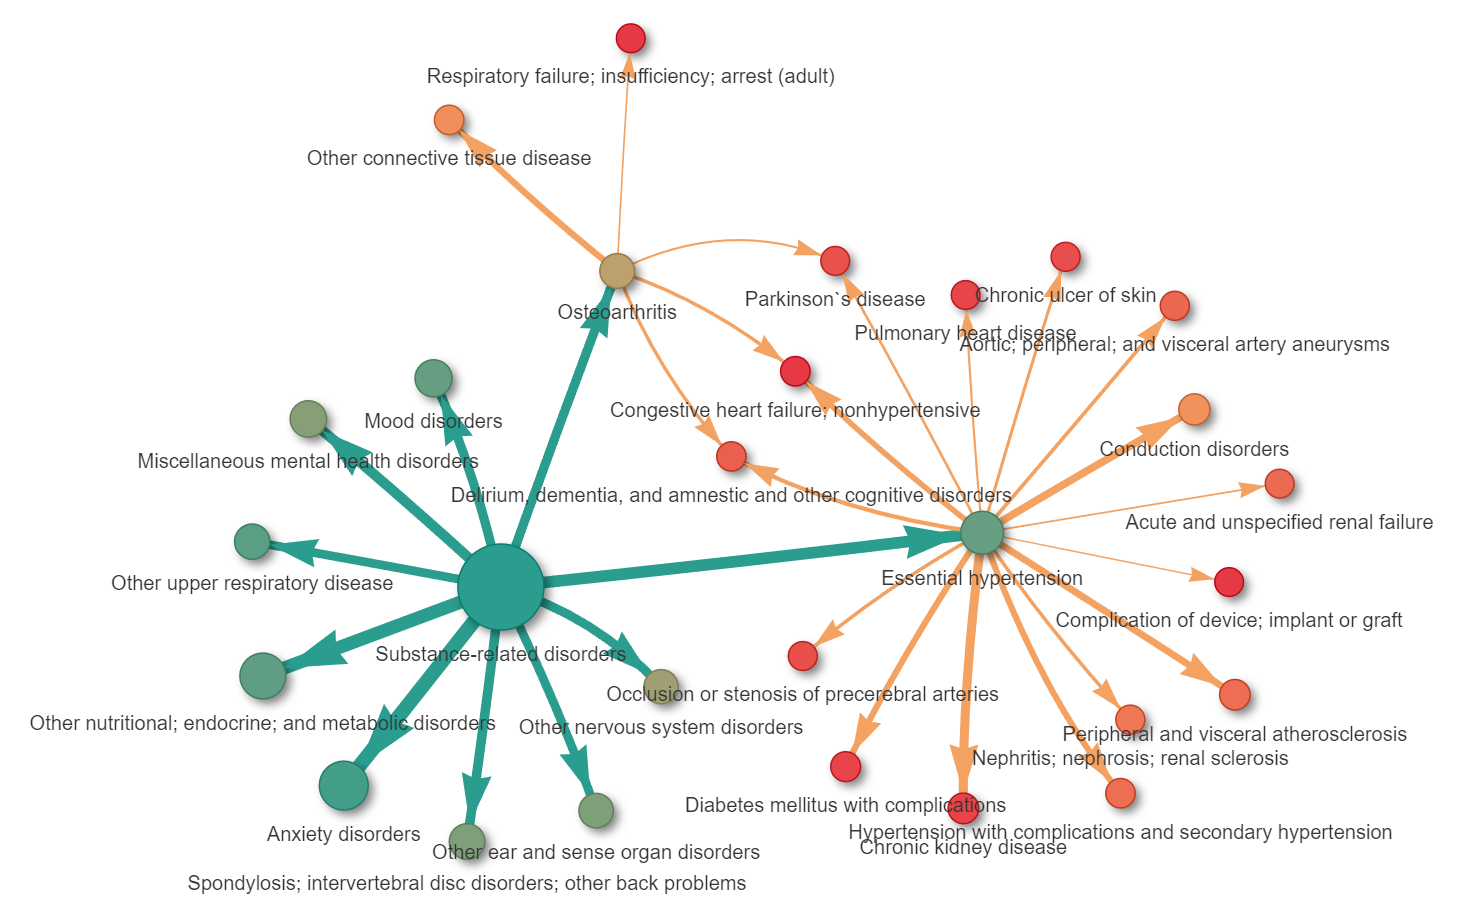 Respiratory failure; insufficiency; arrest (adult)
Other connective tissue disease
Chronic ulcer of skin
Parkinson`s disease
Osteoarthritis
Pulmonary heart disease
Aortic; peripheral; and visceral artery aneurysms
Congestive heart failure; nonhypertensive
Mood disorders
Conduction disorders
Miscellaneous mental health disorders
Delirium, dementia, and amnestic and other cognitive disorders
Acute and unspecified renal failure
Essential hypertension
Other upper respiratory disease
Complication of device; implant or graft
Substance-related disorders
Occlusion or stenosis of precerebral arteries
Other nutritional; endocrine; and metabolic disorders
Other nervous system disorders
Peripheral and visceral atherosclerosis
Nephritis; nephrosis; renal sclerosis
Diabetes mellitus with complications
Hypertension with complications and secondary hypertension
Anxiety disorders
Chronic kidney disease
Other ear and sense organ disorders
Spondylosis; intervertebral disc disorders; other back problems